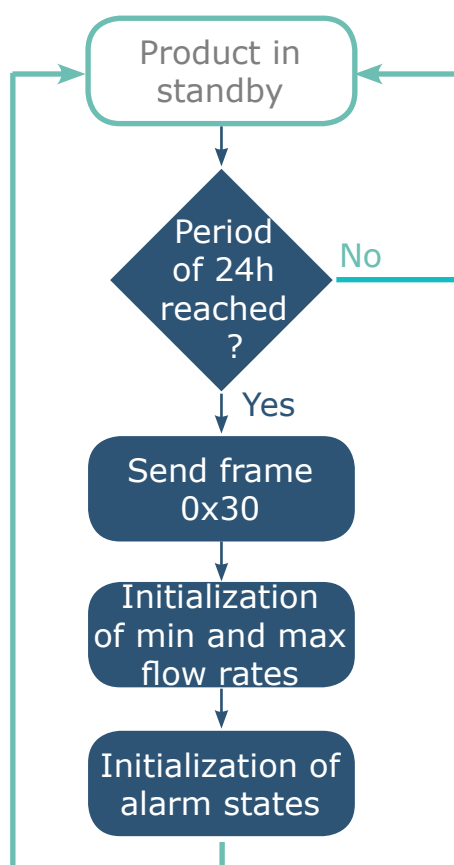 Product in
standby
Period
of 24h
reached
?
No
Yes
Send frame
0x30
Initialization
of min and max
flow rates
Initialization of
alarm states